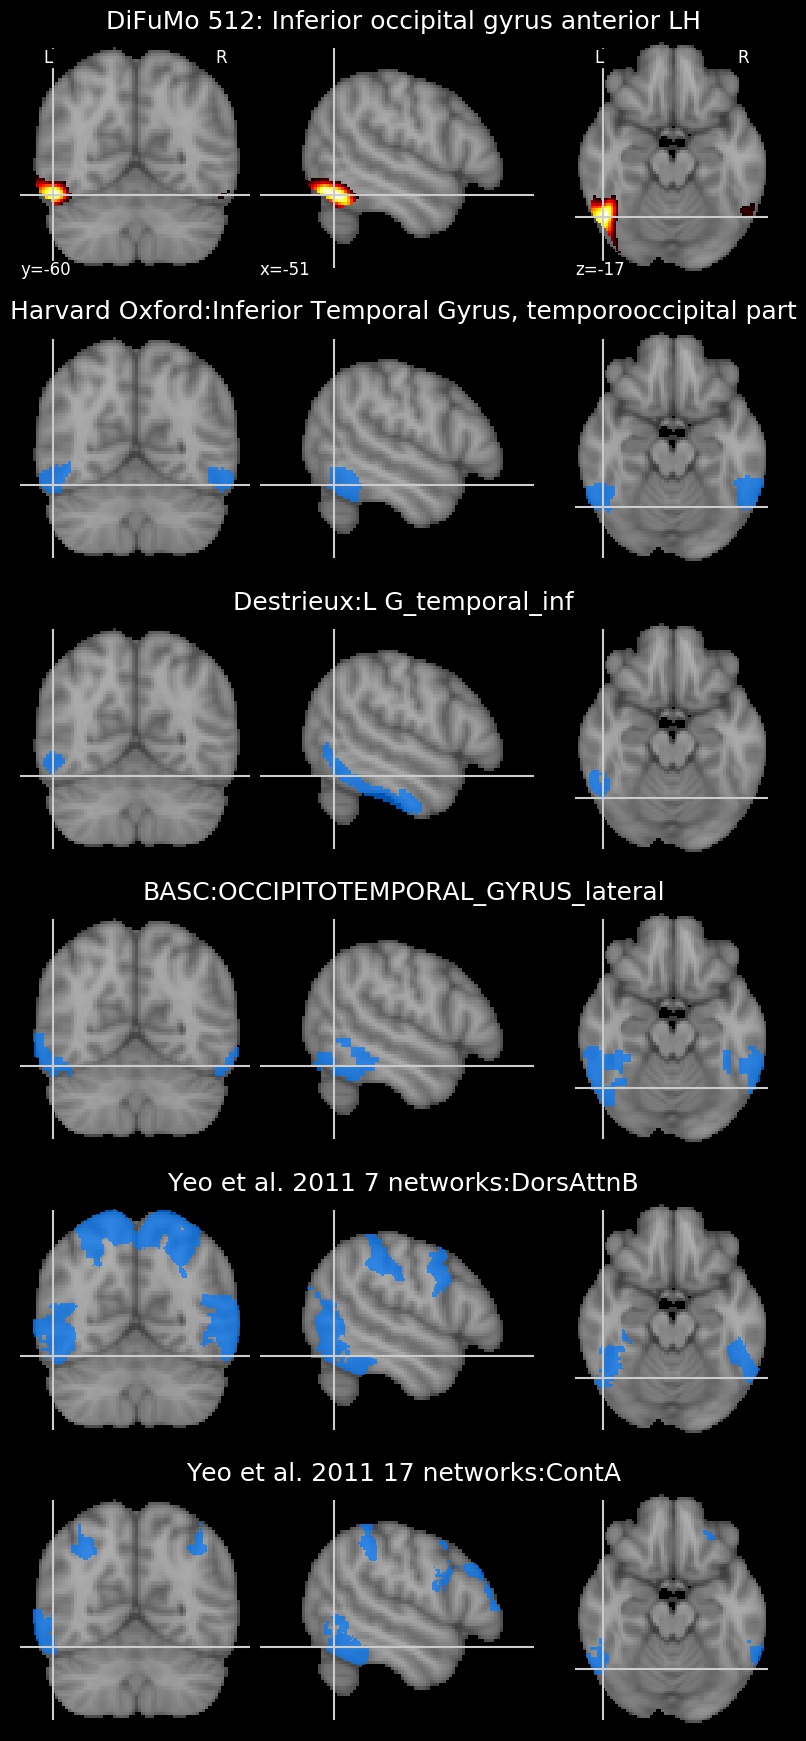 DiFuMo 512: Inferior occipital gyrus anterior LH
L R L R
y=-60 x=-51 z=-17
Harvard Oxford:Inferior Temporal Gyrus, temporooccipital part
Destrieux:L G_temporal_inf
BASC:OCCIPITOTEMPORAL_GYRUS_lateral
Yeo et al. 2011 7 networks:DorsAttnB
Yeo et al. 2011 17 networks:ContA